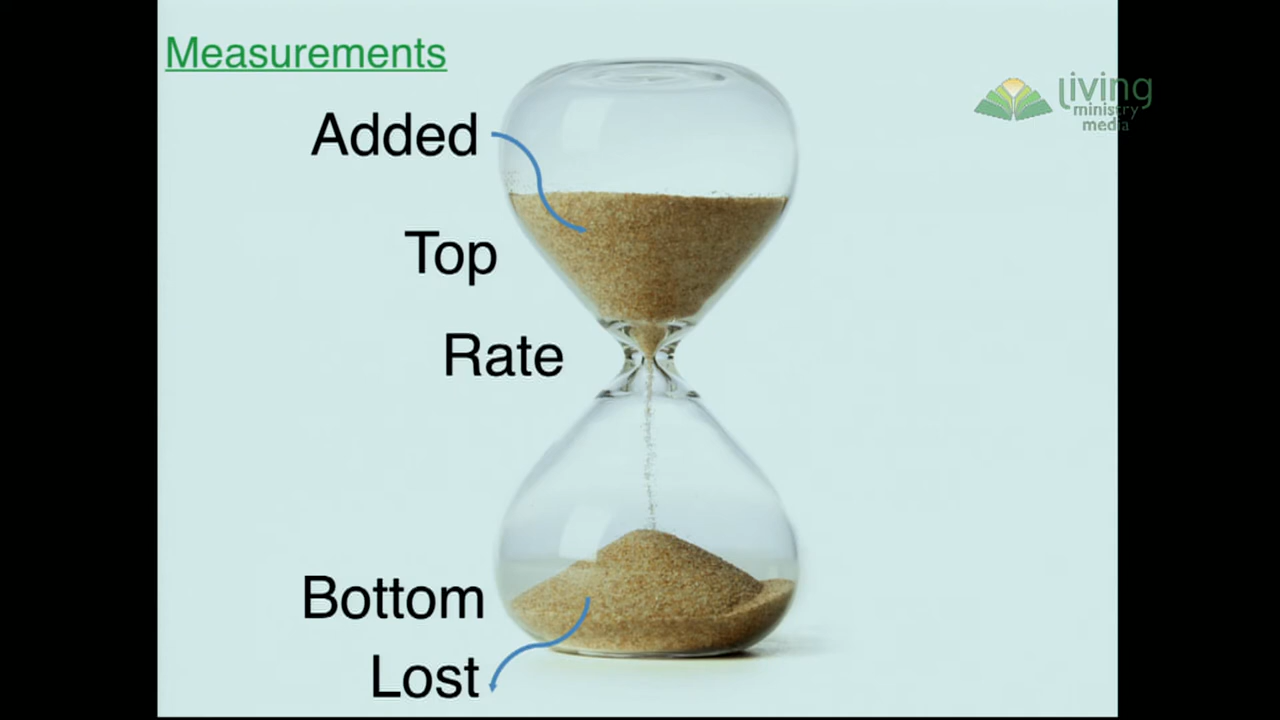 Measurements
Added
Top
Rate
Bottom
Lost
living
ministry
media